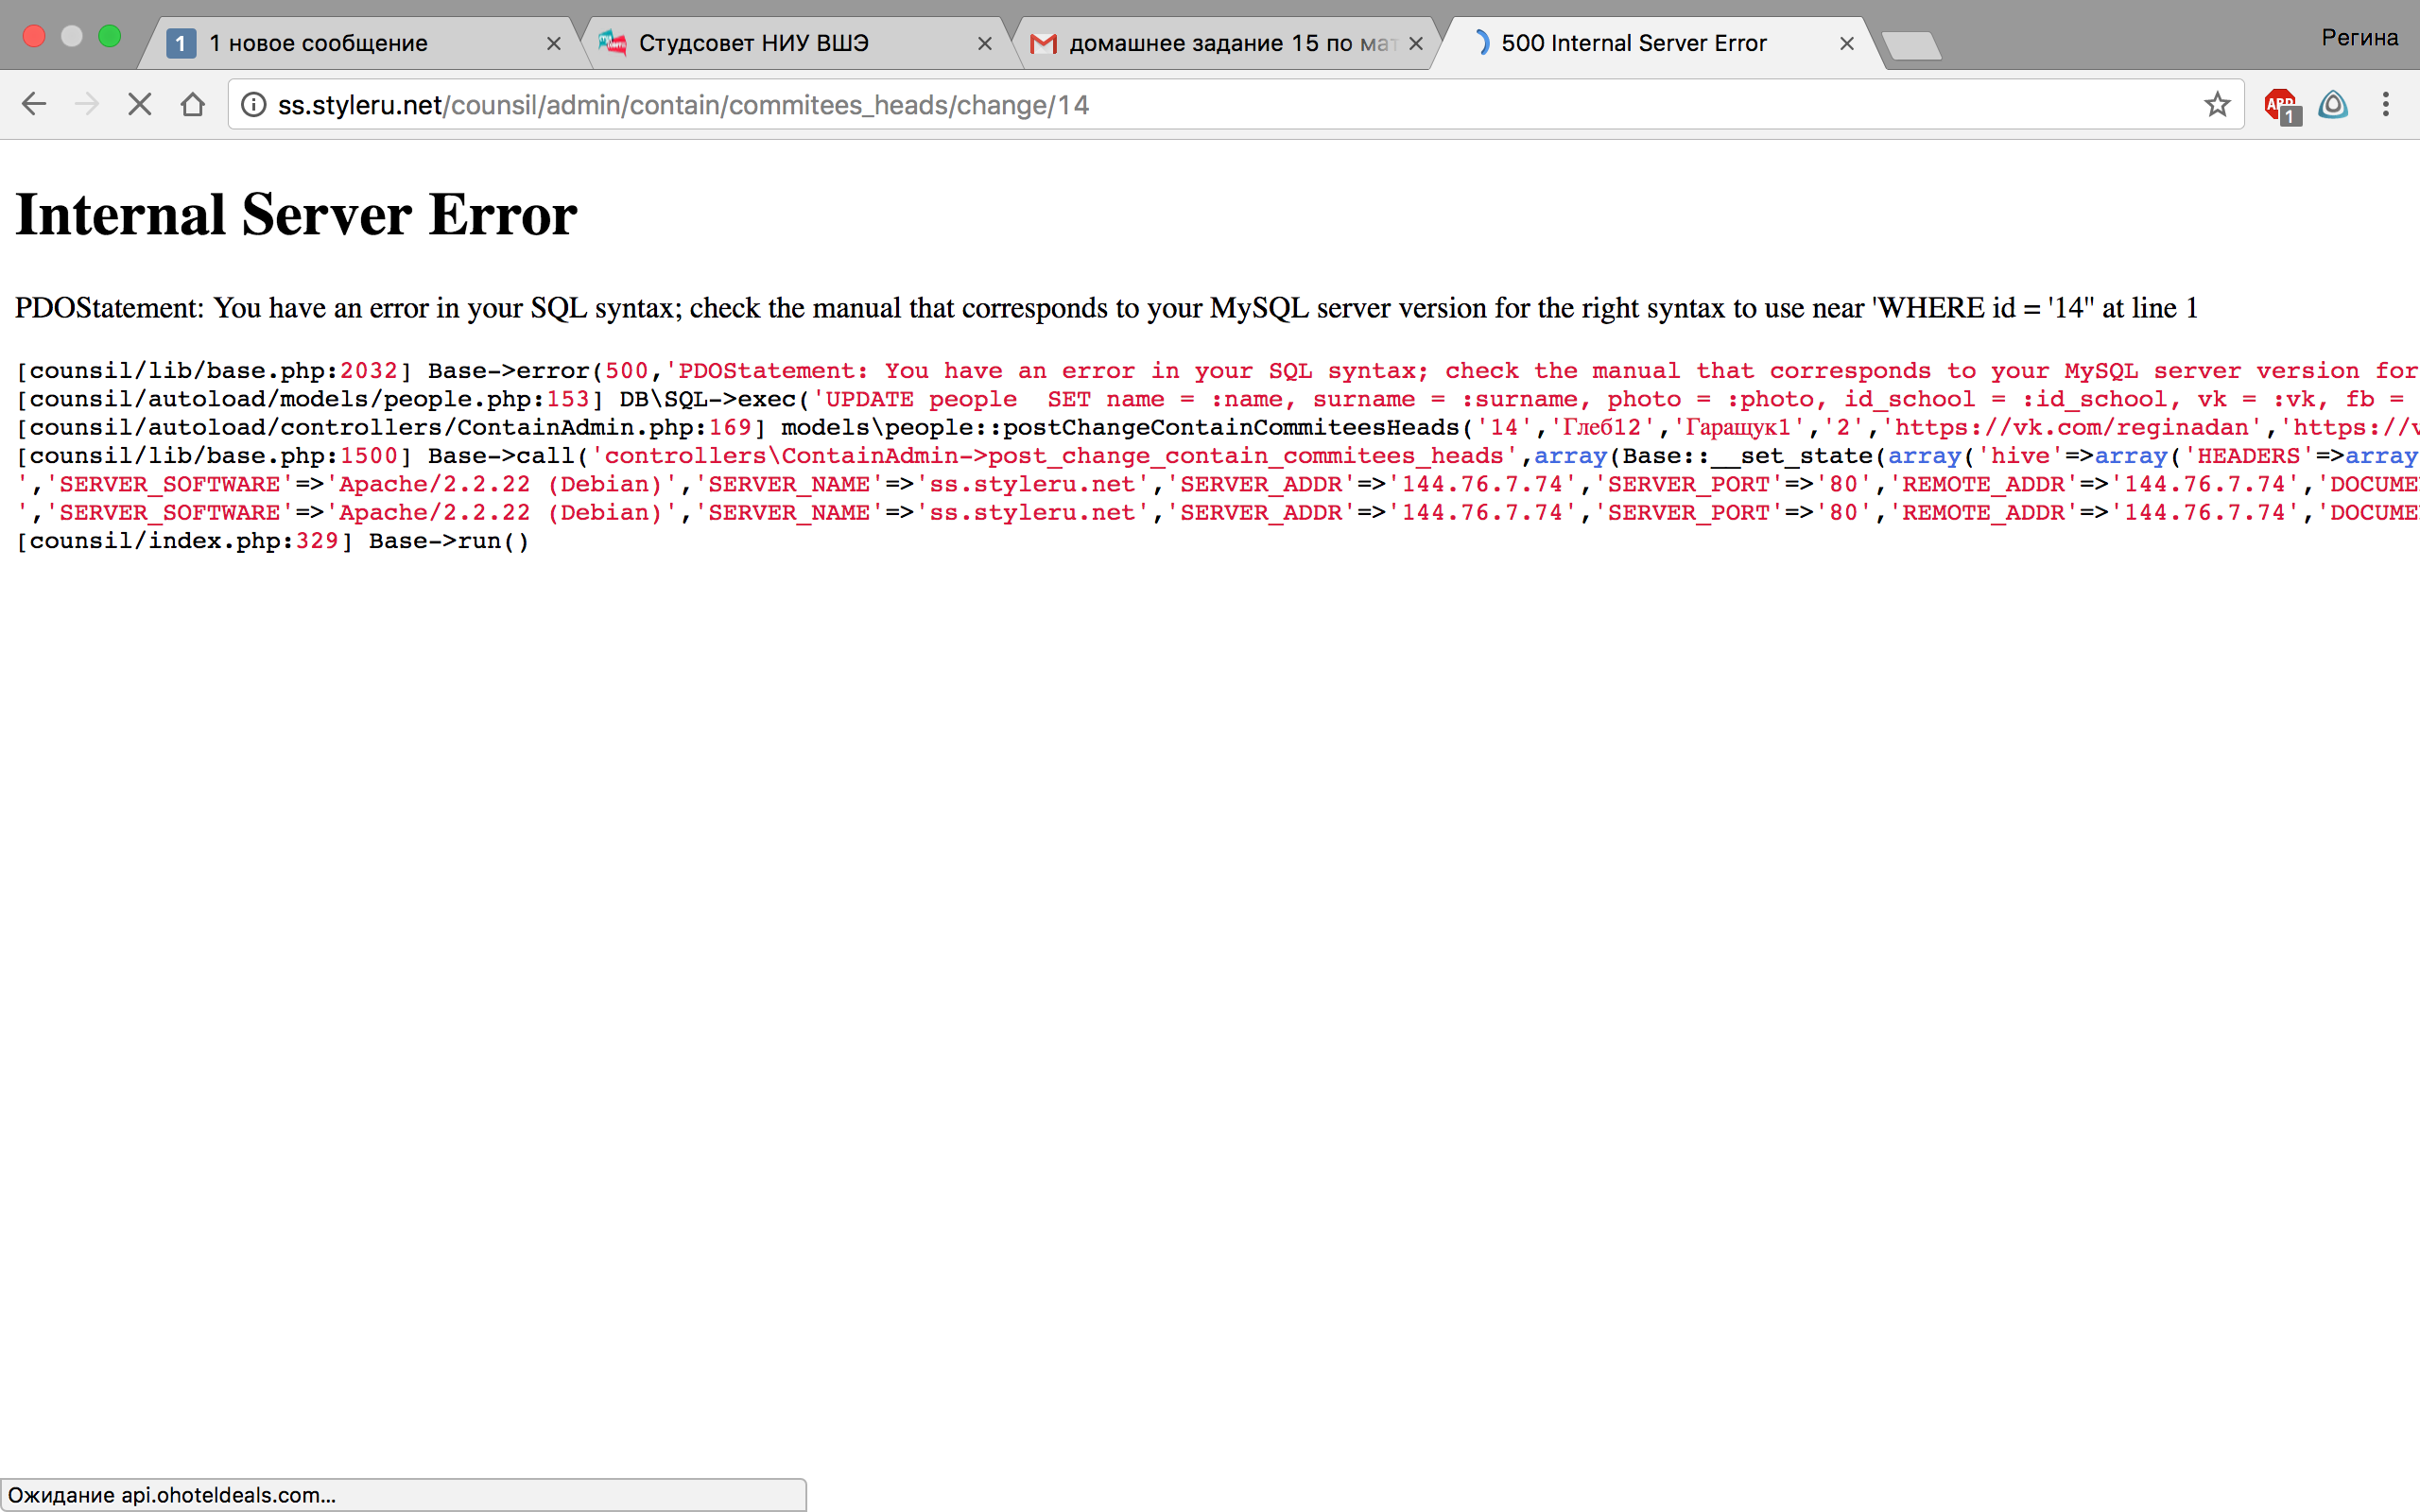 1 1 новое сообщение
Студсовет НИУ ВШЭ
домашнее задание 15 по мат
500 Internal Server Error
Регина
ss.styleru.net/counsil/admin/contain/commitees_heads/change/14
ABP 1
Internal Server Error
PDOStatement: You have an error in your SQL syntax; check the manual that corresponds to your MySQL server version for the right syntax to use near 'WHERE id = '14'' at line 1
[counsil/lib/base.php:2032] Base->error(500,'PDOStatement: You have an error in your SQL syntax; check the manual that corresponds to your MySQL server version for
[counsil/autoload/models/people.php:153] DB\SQL->exec('UPDATE people  SET name = :name, surname = :surname, photo = :photo, id_school = :id_school, vk = :vk, fb =
[counsil/autoload/controllers/ContainAdmin.php:169] models\people::postChangeContainCommiteesHeads('14','Глеб12','Гаращук1','2','https://vk.com/reginadan','https://v
[counsil/lib/base.php:1500] Base->call('controllers\ContainAdmin->post_change_contain_commitees_heads',array(Base::__set_state(array('hive'=>array('HEADERS'=>array
','SERVER_SOFTWARE'=>'Apache/2.2.22 (Debian)','SERVER_NAME'=>'ss.styleru.net','SERVER_ADDR'=>'144.76.7.74','SERVER_PORT'=>'80','REMOTE_ADDR'=>'144.76.7.74','DOCUME
','SERVER_SOFTWARE'=>'Apache/2.2.22 (Debian)','SERVER_NAME'=>'ss.styleru.net','SERVER_ADDR'=>'144.76.7.74','SERVER_PORT'=>'80','REMOTE_ADDR'=>'144.76.7.74','DOCUME
[counsil/index.php:329] Base->run()
Ожидание api.ohoteldeals.com...